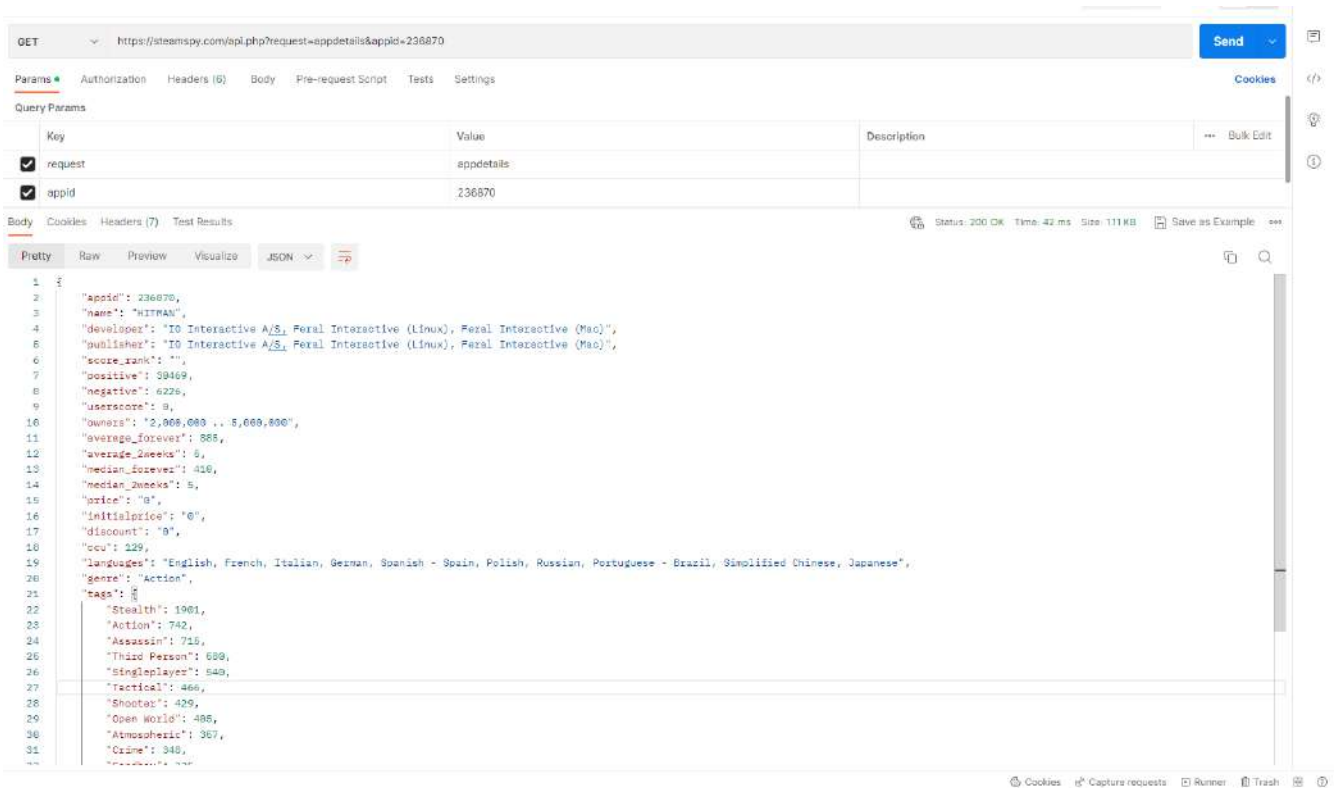 GET https://steamspy.com/api.php?request=appdetails&appid=236870 Send
Params Authorization Headers (6) Body Pre-request Script Tests Settings Cookies
Query Params
Key Value Description Bulk Edit
request appdetails
appid 236870
Body Cookies Headers (7) Test Results Status: 200 OK Time: 42 ms Size: 1.11 KB Save as Example
Pretty Raw Preview Visualize JSON
1 {
2 "appid": 236870,
3 "name": "HITMAN",
4 "developer": "IO Interactive A/S, Feral Interactive (Linux), Feral Interactive (Mac)",
5 "publisher": "IO Interactive A/S, Feral Interactive (Linux), Feral Interactive (Mac)",
6 "score_rank": "",
7 "positive":
8 "negative": 6226,
9 "userscore": 0,
10 "owners": "2,000,000 .. 5,000,000",
11 "average_forever":
12 "average_2weeks":
13 "median_forever":
14 "median_2weeks": 5,
15 "price": "0",
16 "initialprice": "0",
17 "discount": "0",
18 "ccu": 129,
19 "languages": "English, French, Italian, German, Spanish - Spain, Polish, Russian, Portuguese - Brazil, Simplified Chinese, Japanese",
20 "genre": "Action",
21 "tags": {
22 "Stealth": 1901,
23 "Action": 742,
24 "Assassin":
25 "Third Person":
26 "Singleplayer": 540,
27 "Tactical": 466,
28 "Shooter": 429,
29 "Open World":
30 "Atmospheric": 367,
31 "Crime":
Cookies Capture requests Runner Trash